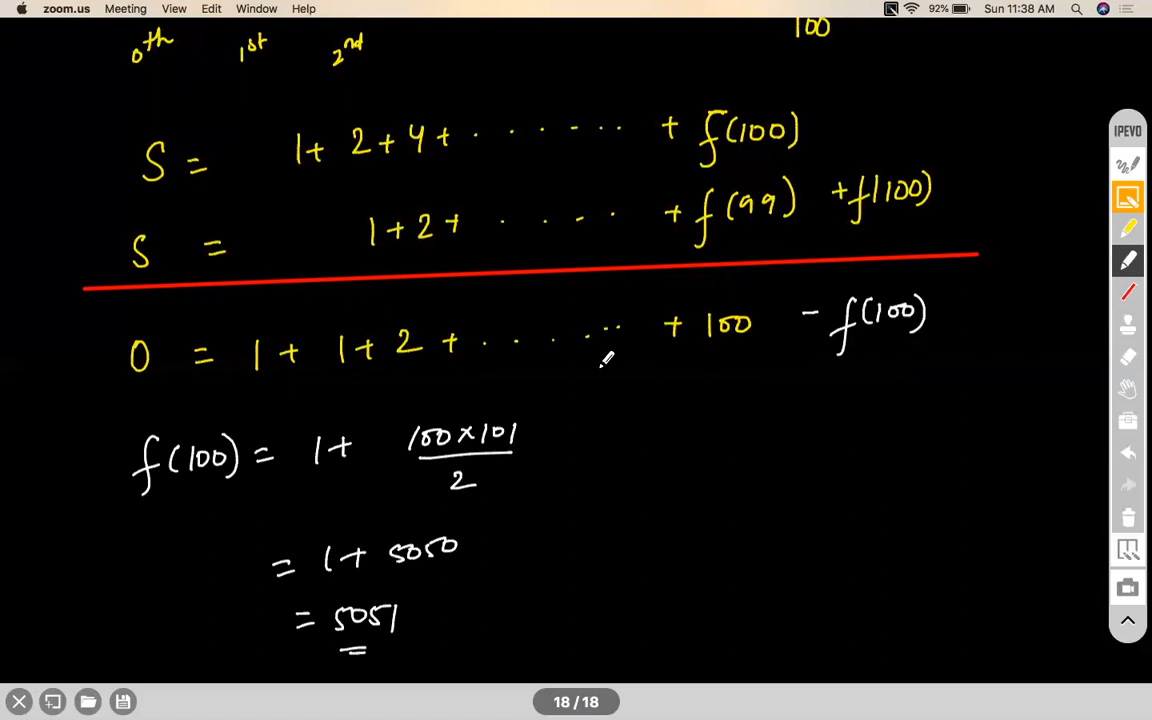 zoom.us Meeting View Edit Window Help 92% Sun 11:38 AM
0th 1st 2nd 100
S = 1+ 2+4+ ........ + f(100)
S = 1+2+ ...... + f(99) +f(100)
0 = 1 + 1+ 2 + ....... + 100 - f(100)
f(100) = 1+ 100×101
2
= 1+ 5050
= 5051
IPEVO
18 / 18